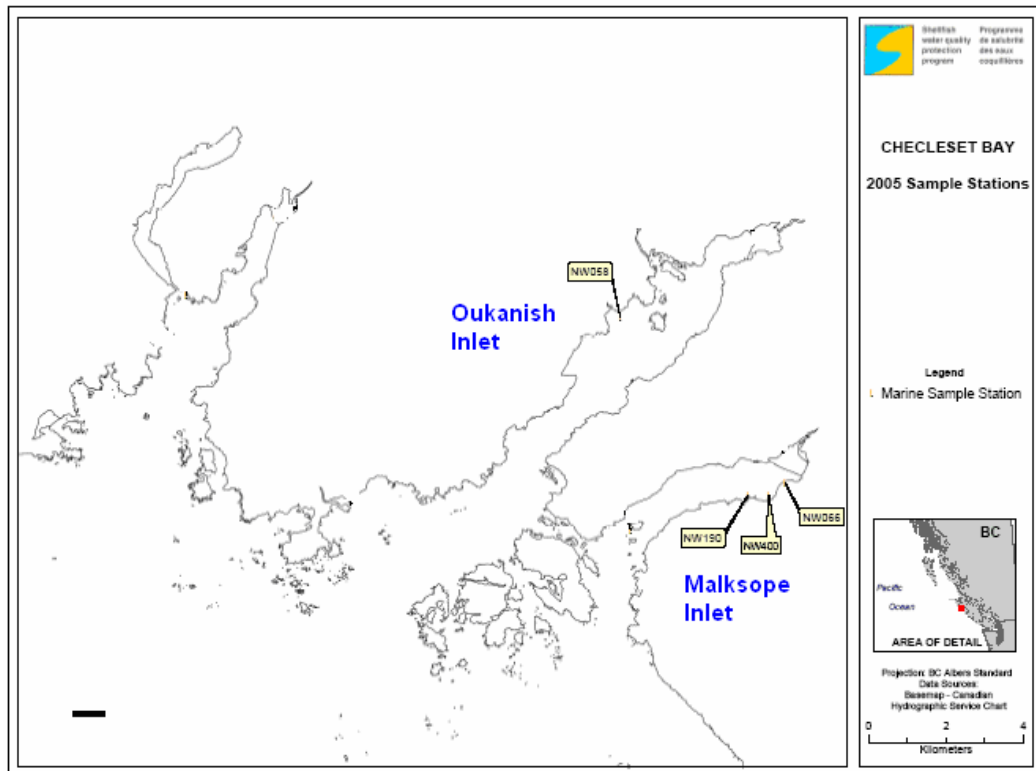 Shellfish water quality protection program
Programme de salubrité des eaux coquillères
CHECLESET BAY
2005 Sample Stations
NW058
Oukanish
Inlet
NW190
NW400
NW066
Malksope
Inlet
Legend
Marine Sample Station
BC
Pacific
Ocean
AREA OF DETAIL
Projection: BC Albers Standard
Data Sources:
Basemap - Canadian
Hydrographic Service Chart
0 2 4
Kilometers